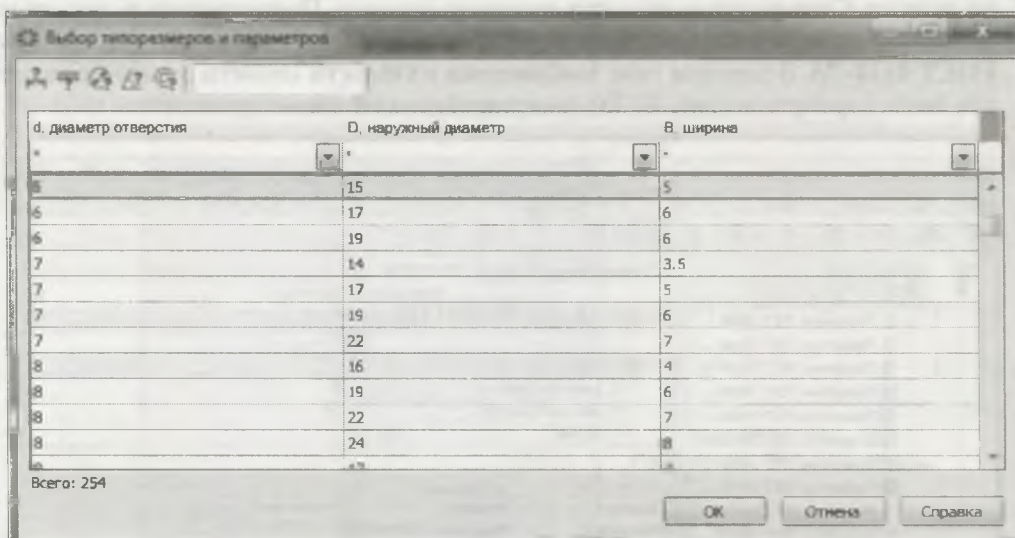 Выбор типоразмеров и параметров
d, диаметр отверстия D, наружный диаметр B, ширина
* * *
6 15 5
6 17 6
6 19 6
7 14 3.5
7 17 5
7 19 6
7 22 7
8 16 4
8 19 6
8 22 7
8 24 8
Всего: 254
OK Отмена Справка